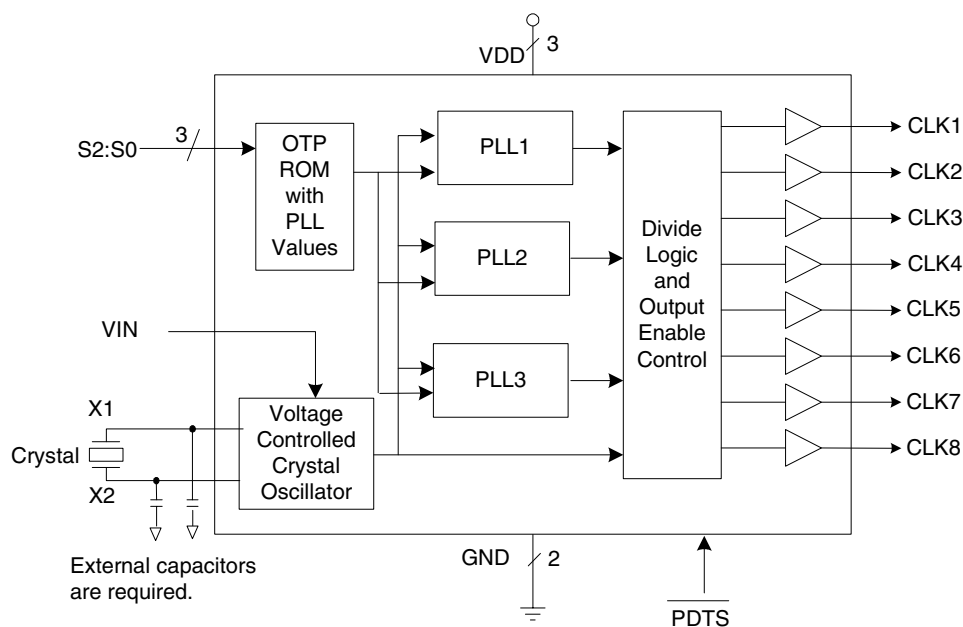 VDD
3
S2:S0
3
OTP
ROM
with
PLL
Values
PLL1
PLL2
PLL3
Divide
Logic
and
Output
Enable
Control
CLK1
CLK2
CLK3
CLK4
CLK5
CLK6
CLK7
CLK8
VIN
X1
Crystal
X2
Voltage
Controlled
Crystal
Oscillator
External capacitors
are required.
GND
2
PDTS